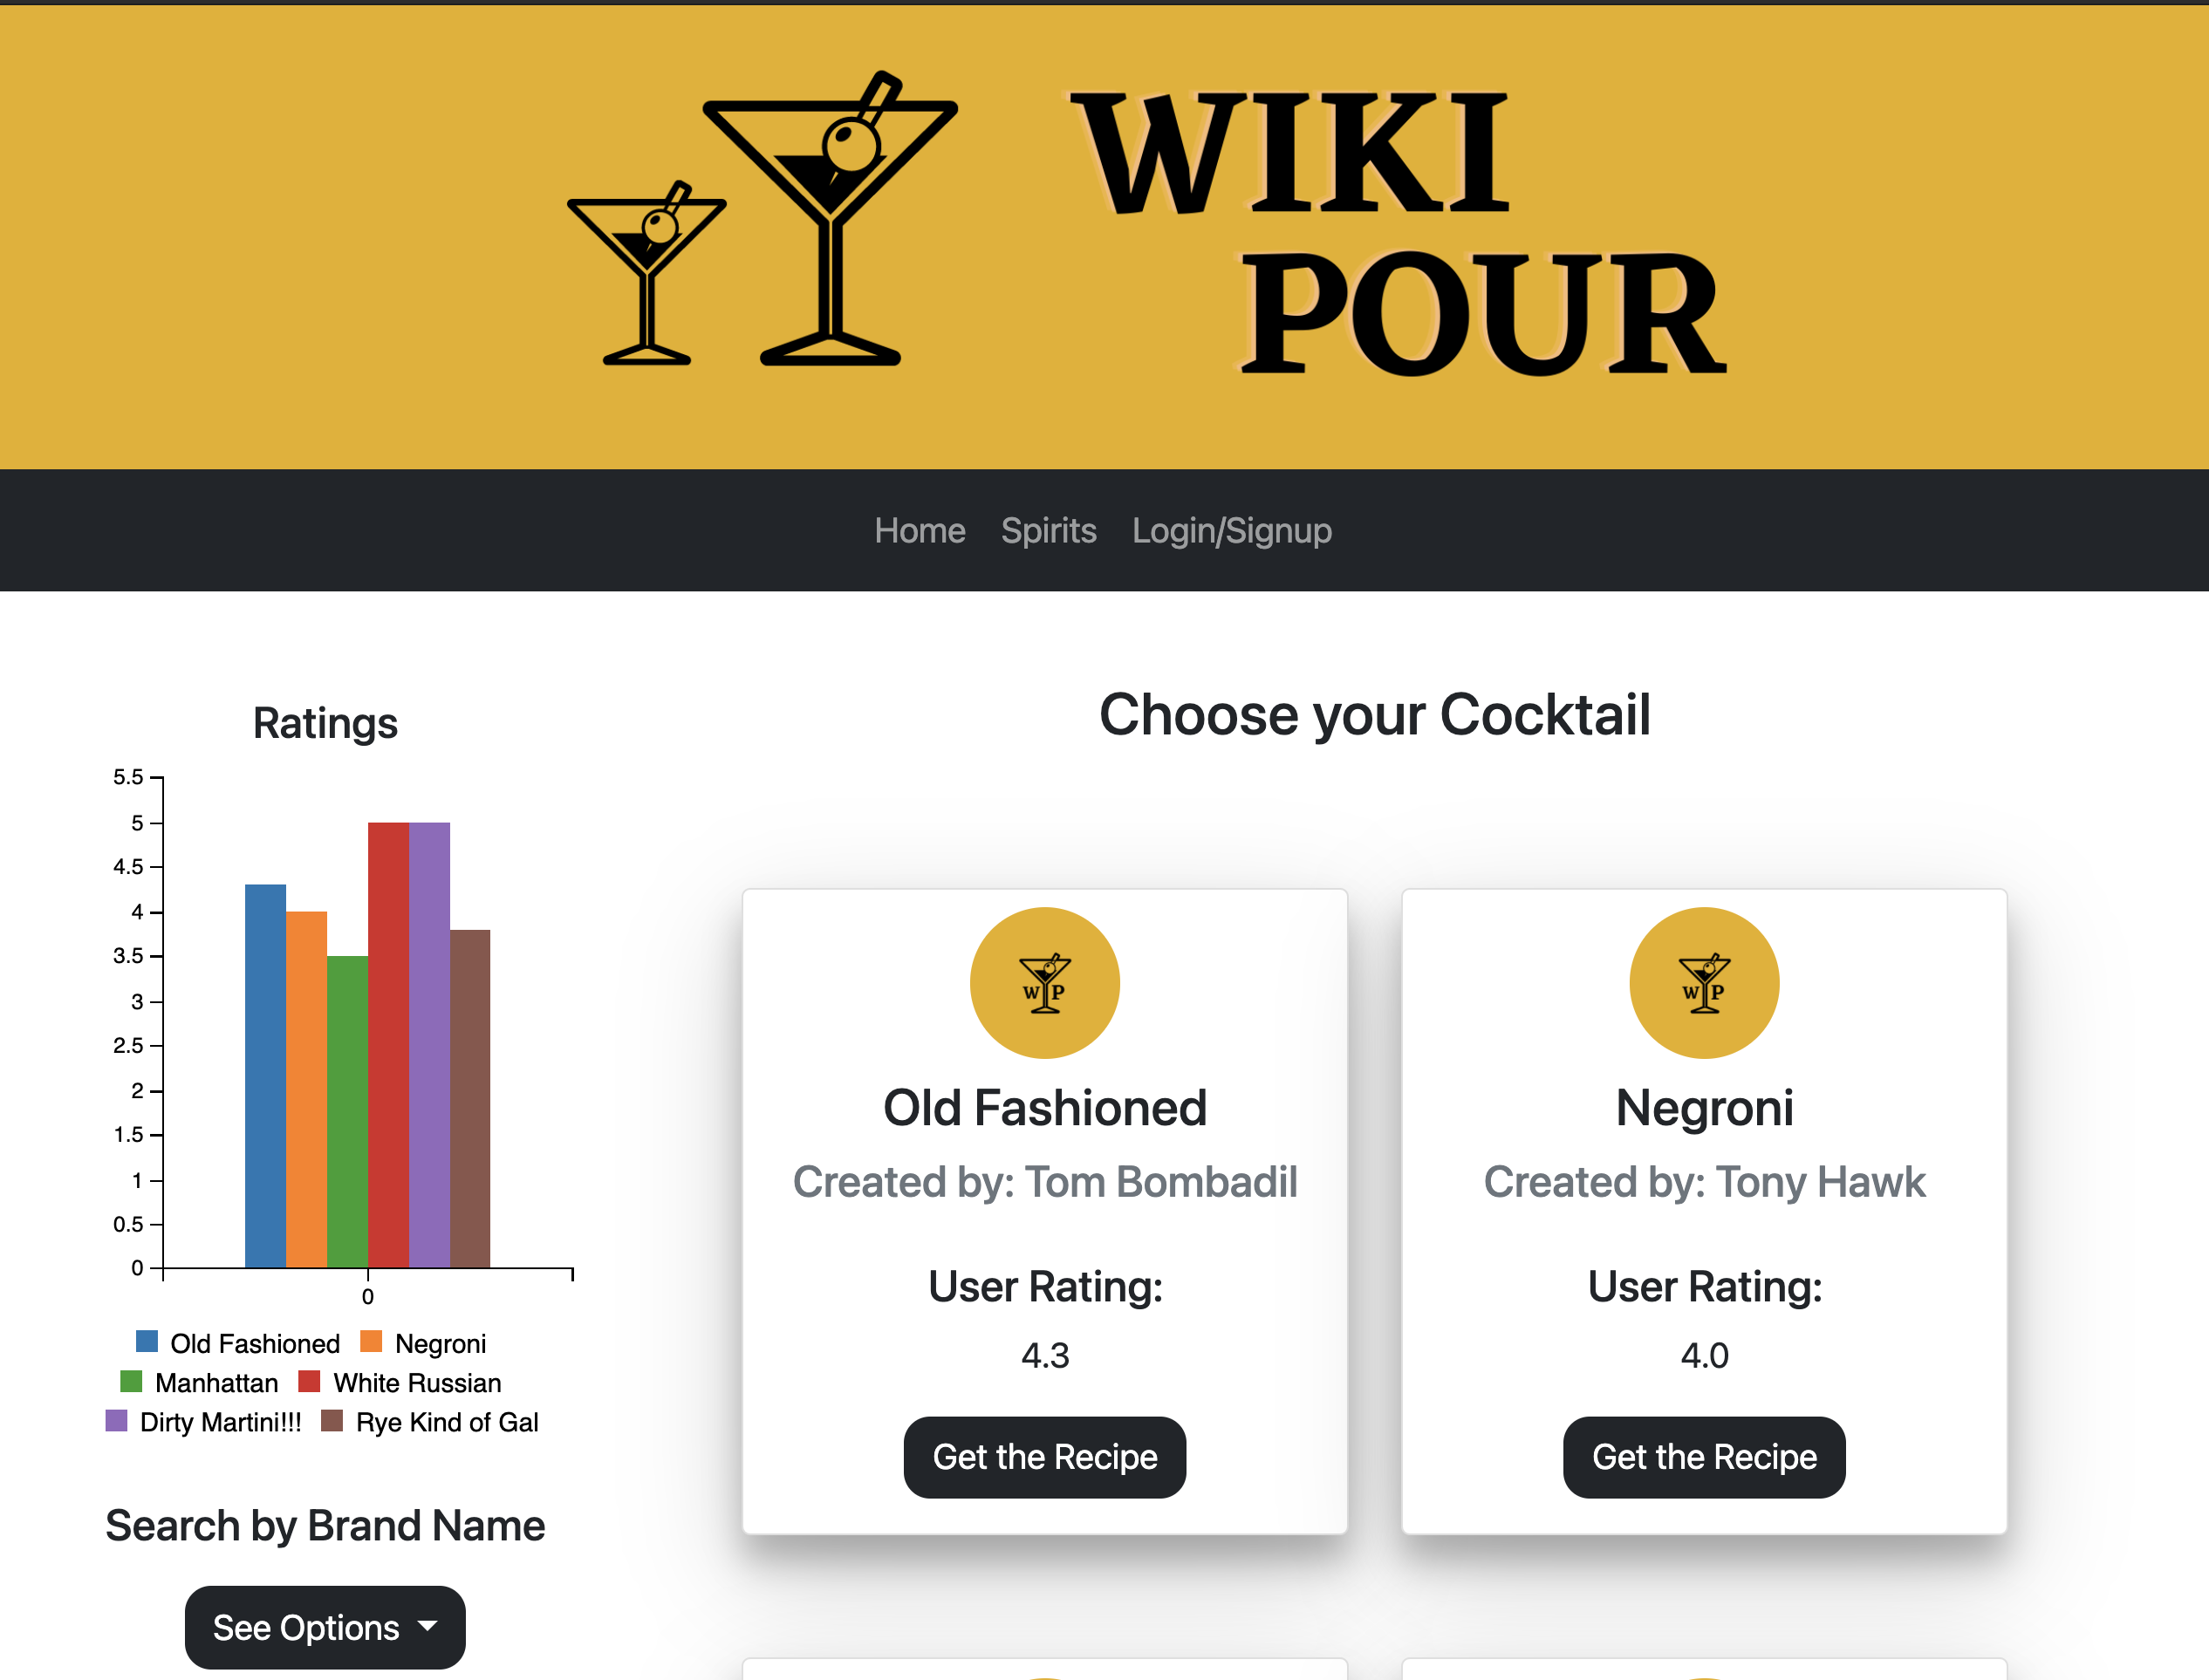 WIKI
POUR
Home Spirits Login/Signup
Ratings
5.5
5
4.5
4
3.5
3
2.5
2
1.5
1
0.5
0
0
Old Fashioned Negroni
Manhattan White Russian
Dirty Martini!!! Rye Kind of Gal
Search by Brand Name
See Options
Choose your Cocktail
W P
Old Fashioned
Created by: Tom Bombadil
User Rating:
4.3
Get the Recipe
W P
Negroni
Created by: Tony Hawk
User Rating:
4.0
Get the Recipe